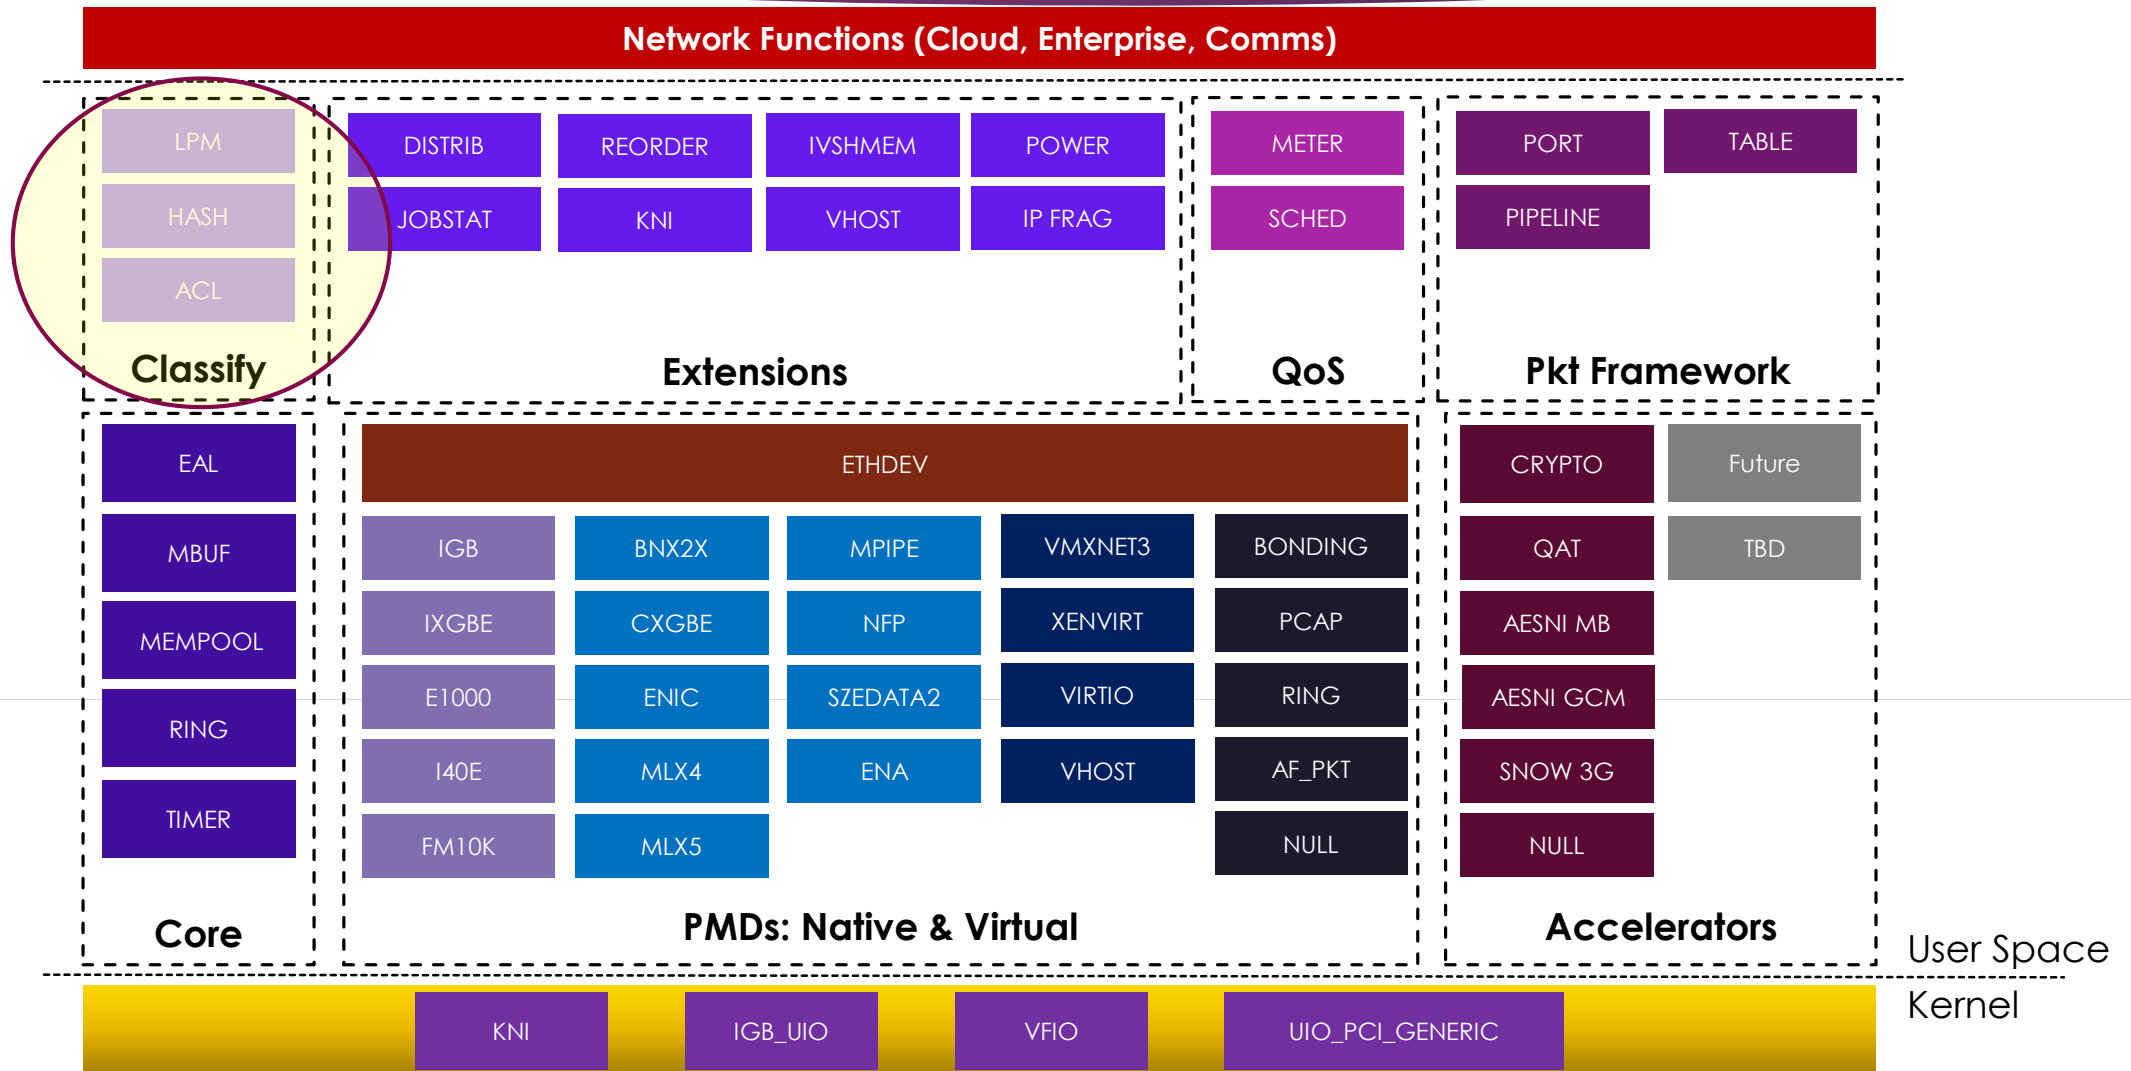 Network Functions (Cloud, Enterprise, Comms)
LPM
HASH
ACL
Classify
DISTRIB
REORDER
IVSHMEM
POWER
JOBSTAT
KNI
VHOST
IP FRAG
Extensions
METER
SCHED
QoS
PORT
TABLE
PIPELINE
Pkt Framework
EAL
MBUF
MEMPOOL
RING
TIMER
Core
ETHDEV
IGB
BNX2X
MPIPE
VMXNET3
BONDING
IXGBE
CXGBE
NFP
XENVIRT
PCAP
E1000
ENIC
SZEDATA2
VIRTIO
RING
I40E
MLX4
ENA
VHOST
AF_PKT
FM10K
MLX5
NULL
PMDs: Native & Virtual
CRYPTO
Future
QAT
TBD
AESNI MB
AESNI GCM
SNOW 3G
NULL
Accelerators
User Space
Kernel
KNI
IGB_UIO
VFIO
UIO_PCI_GENERIC